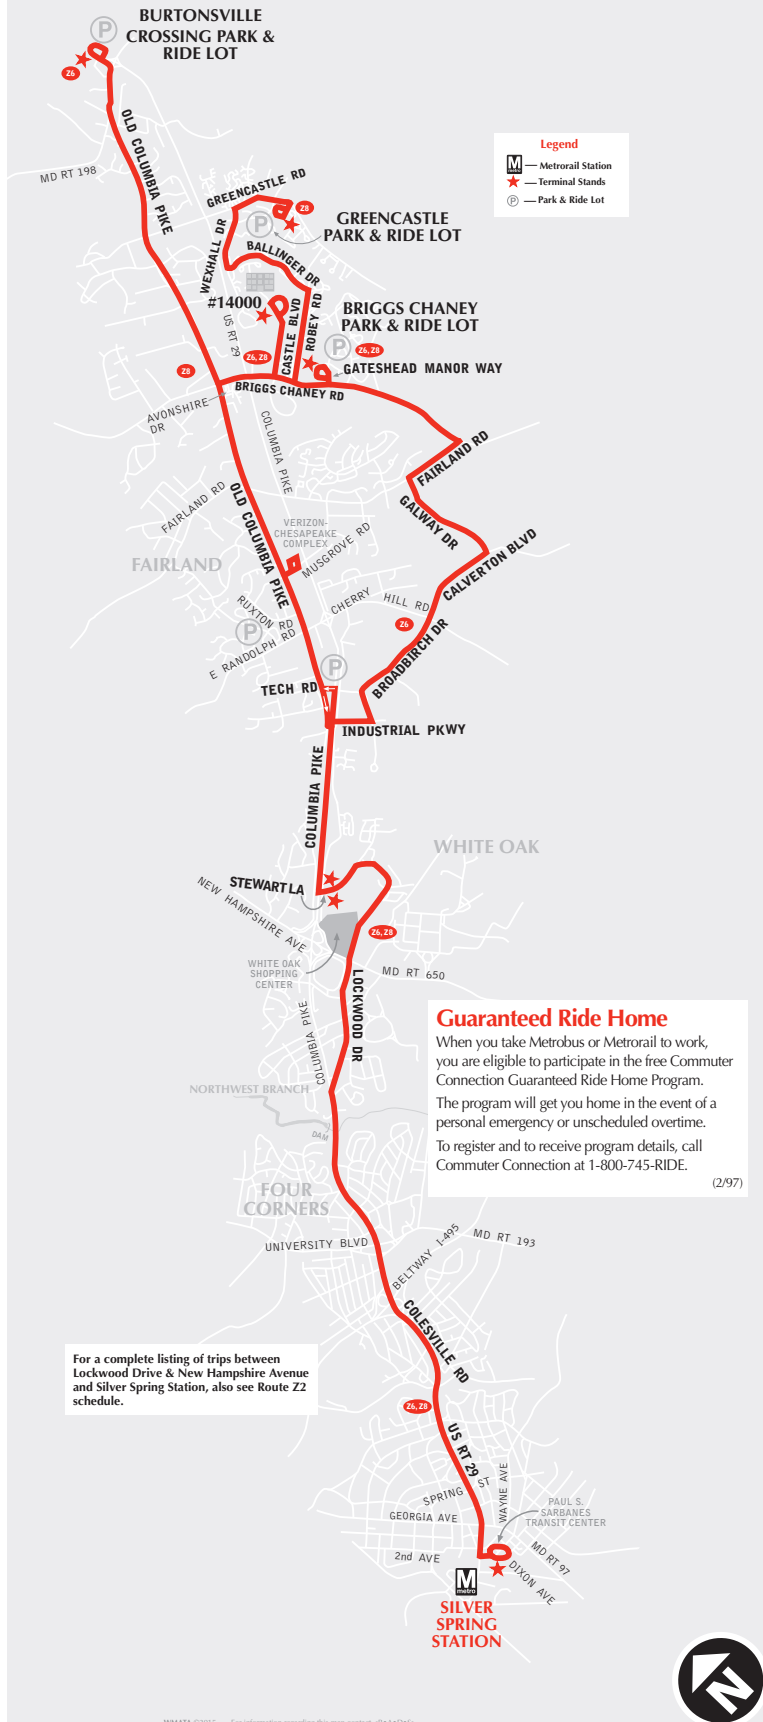 BURTONSVILLE
CROSSING PARK &
RIDE LOT
P
Z6
OLD COLUMBIA PIKE
MD RT 198
Legend
M metro — Metrorail Station
— Terminal Stands
P — Park & Ride Lot
GREENCASTLE RD
Z8
P
GREENCASTLE
PARK & RIDE LOT
WEXHALL DR
BALLINGER DR
#14000
CASTLE BLVD
ROBEY RD
US RT 29
BRIGGS CHANEY
PARK & RIDE LOT
P
Z6, Z8
Z6, Z8
GATESHEAD MANOR WAY
Z8
BRIGGS CHANEY RD
AVONSHIRE
DR
COLUMBIA PIKE
FAIRLAND RD
FAIRLAND RD
OLD COLUMBIA PIKE
GALWAY DR
VERIZON-
CHESAPEAKE
COMPLEX
MUSGROVE RD
CALVERTON BLVD
FAIRLAND
RUXTON RD
CHERRY HILL RD
P
E RANDOLPH RD
Z6
BROADBIRCH DR
P
TECH RD
INDUSTRIAL PKWY
COLUMBIA PIKE
WHITE OAK
STEWART LA
NEW HAMPSHIRE AVE
Z6, Z8
WHITE OAK
SHOPPING
CENTER
MD RT 650
LOCKWOOD DR
COLUMBIA PIKE
Guaranteed Ride Home
When you take Metrobus or Metrorail to work,
you are eligible to participate in the free Commuter
Connection Guaranteed Ride Home Program.
The program will get you home in the event of a
personal emergency or unscheduled overtime.
To register and to receive program details, call
Commuter Connection at 1-800-745-RIDE.
(2/97)
NORTHWEST BRANCH
DAM
FOUR
CORNERS
UNIVERSITY BLVD
BELTWAY I-495
MD RT 193
COLESVILLE RD
For a complete listing of trips between
Lockwood Drive & New Hampshire Avenue
and Silver Spring Station, also see Route Z2
schedule.
Z6, Z8
US RT 29
SPRING ST
WAYNE AVE
GEORGIA AVE
PAUL S.
SARBANES
TRANSIT CENTER
2nd AVE
MD RT 97
DIXON AVE
M
metro
SILVER
SPRING
STATION
N